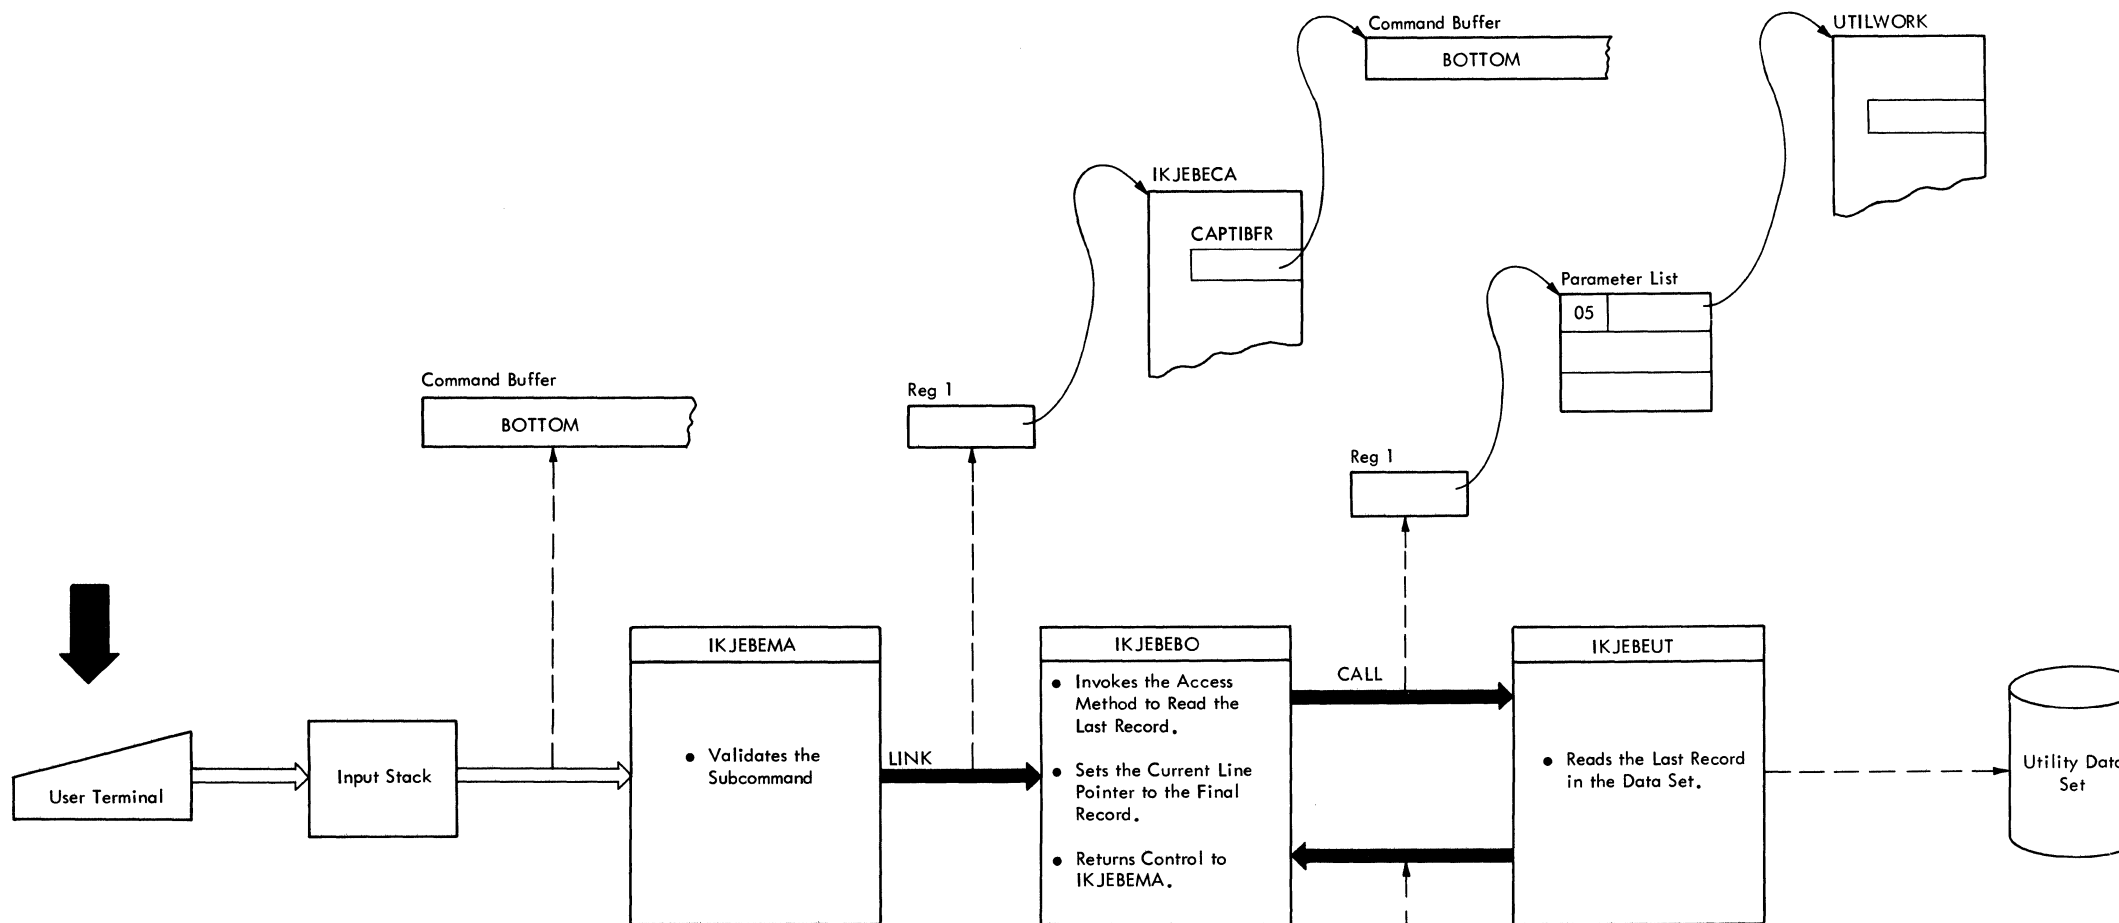 Command Buffer
BOTTOM
UTILWORK
IKJEBECA
CAPTIBFR
Parameter List
05
Command Buffer
BOTTOM
Reg 1
Reg 1
IKJEBEMA
• Validates the
Subcommand
IKJEBEBO
• Invokes the Access
Method to Read the
Last Record.
• Sets the Current Line
Pointer to the Final
Record.
• Returns Control to
IKJEBEMA.
IKJEBEUT
• Reads the Last Record
in the Data Set.
CALL
LINK
User Terminal
Input Stack
Utility Data
Set